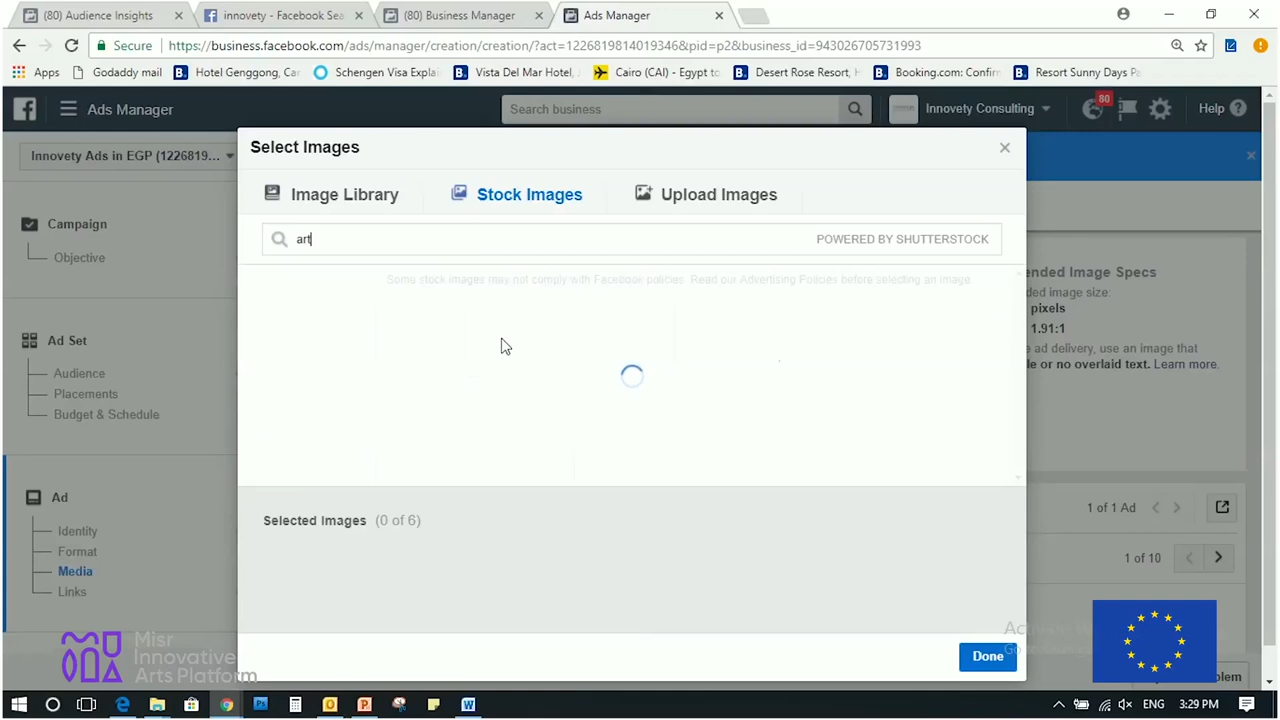 (80) Audience Insights
innovety - Facebook Sea
(80) Business Manager
Ads Manager
Secure
https://business.facebook.com/ads/manager/creation/creation/?act=1226819814019346&pid=p2&business_id=943026705731993
Apps
Godaddy mail
Hotel Genggong, Car
Schengen Visa Explai
Vista Del Mar Hotel,
Cairo (CAI) - Egypt to
Desert Rose Resort, H
Booking.com: Confirm
Resort Sunny Days Pa
Ads Manager
Search business
Innovety Consulting
80
Help
Innovety Ads in EGP (1226819...
Select Images
Image Library
Stock Images
Upload Images
art
POWERED BY SHUTTERSTOCK
Some stock images may not comply with Facebook policies. Read our Advertising Policies before selecting an image
Campaign
Objective
Ad Set
Audience
Placements
Budget & Schedule
Ad
Identity
Format
Media
Links
ended Image Specs
ded image size:
pixels
1.91:1
e ad delivery, use an image that
le or no overlaid text. Learn more.
Selected Images (0 of 6)
1 of 1 Ad
1 of 10
Done
Misr
Innovative
Arts Platform
ENG
3:29 PM